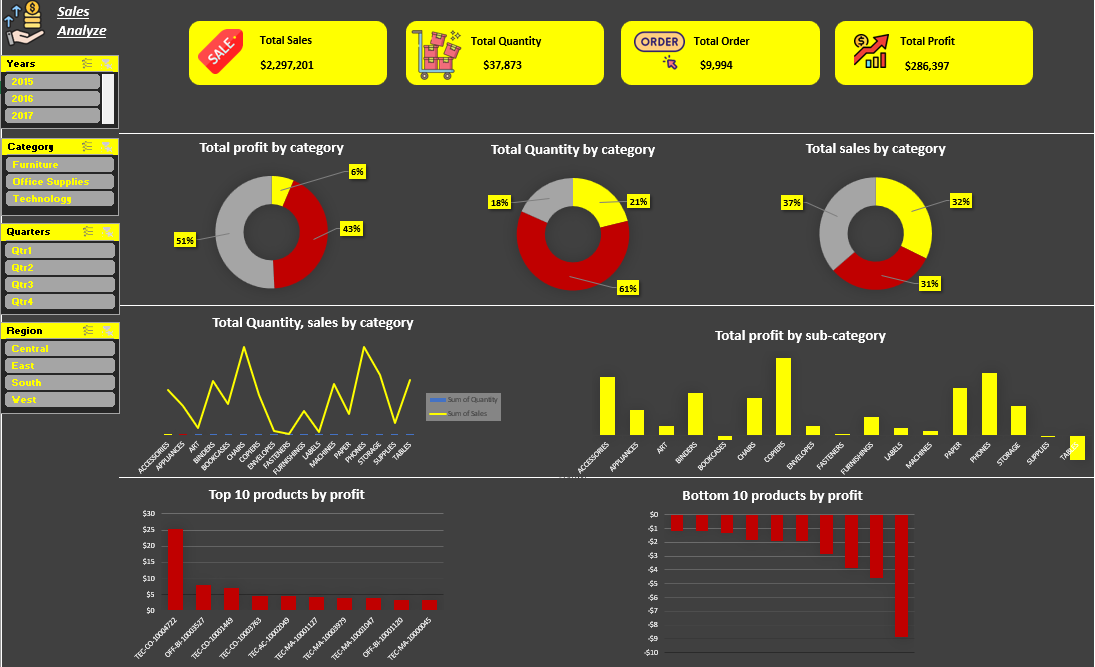 Sales
Analyze
SALE
Total Sales
$2,297,201
Total Quantity
$37,873
ORDER
Total Order
$9,994
Total Profit
$286,397
Years
2015
2016
2017
Category
Furniture
Office Supplies
Technology
Quarters
Qtr1
Qtr2
Qtr3
Qtr4
Region
Central
East
South
West
Total profit by category
6%
43%
51%
Total Quantity by category
18%
21%
61%
Total sales by category
37%
32%
31%
Total Quantity, sales by category
Sum of Quantity
Sum of Sales
ACCESSORIES
APPLIANCES
ART
BINDERS
BOOKCASES
CHAIRS
COPIERS
ENVELOPES
FASTENERS
FURNISHINGS
LABELS
MACHINES
PAPER
PHONES
STORAGE
SUPPLIES
TABLES
Total profit by sub-category
ACCESSORIES
APPLIANCES
ART
BINDERS
BOOKCASES
CHAIRS
COPIERS
ENVELOPES
FASTENERS
FURNISHINGS
LABELS
MACHINES
PAPER
PHONES
STORAGE
SUPPLIES
TABLES
Top 10 products by profit
$30
$25
$20
$15
$10
$5
$0
TEC-CO-10004722
OFF-BI-10003527
TEC-CO-10001449
TEC-CO-10003763
TEC-AC-10002049
TEC-MA-10001127
TEC-MA-10003979
TEC-MA-10001047
OFF-BI-10001120
TEC-MA-10000045
Bottom 10 products by profit
$0
-$1
-$2
-$3
-$4
-$5
-$6
-$7
-$8
-$9
-$10